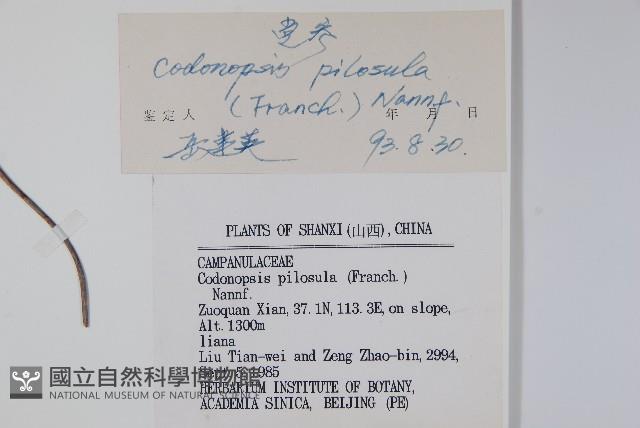 党参
Codonopsis pilosula
(Franch.) Nannf.
鉴定人 年 月 日
93.8.30.
PLANTS OF SHANXI(山西), CHINA
CAMPANULACEAE
Codonopsis pilosula (Franch.)
Nannf.
Zuoquan Xian, 37.1N, 113.3E, on slope,
Alt. 1300m
liana
Liu Tian-wei and Zeng Zhao-bin, 2994,
1985
HERBARIUM INSTITUTE OF BOTANY,
ACADEMIA SINICA, BEIJING (PE)
國立自然科學博物館
NATIONAL MUSEUM OF NATURAL SCIENCE